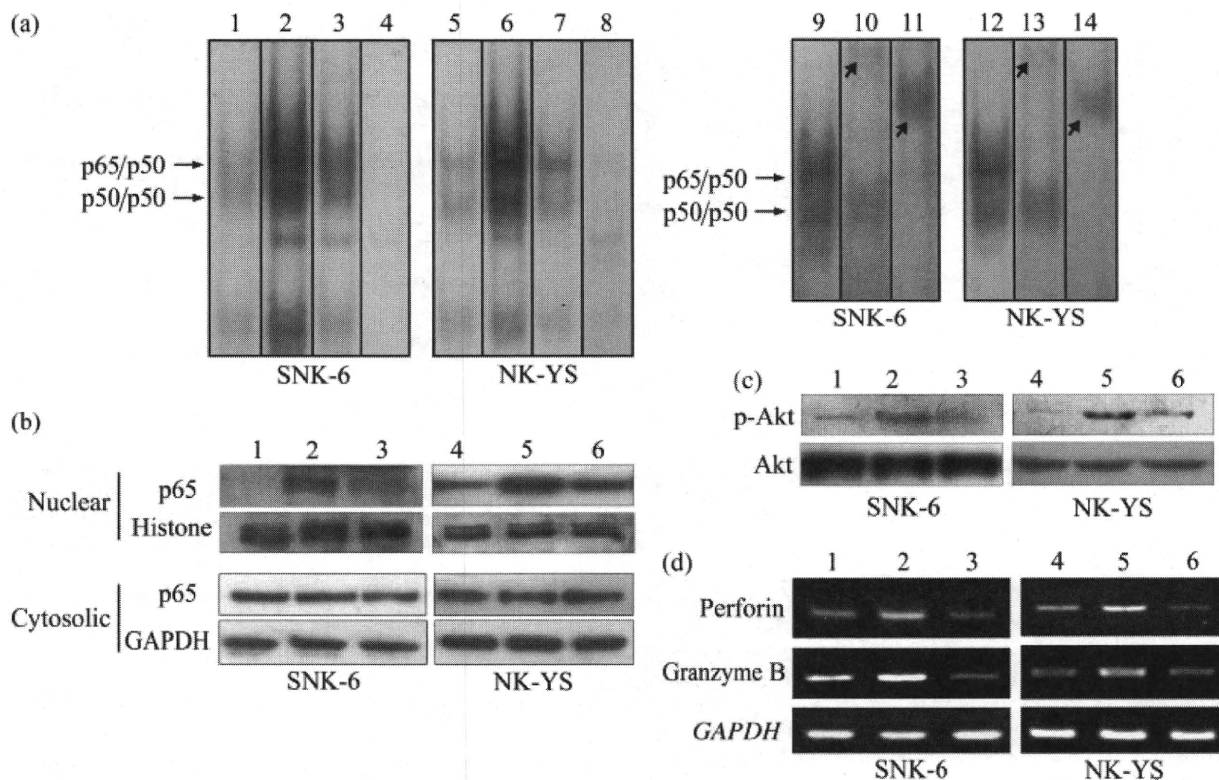 (a)
1 2 3 4 5 6 7 8
p65/p50
p50/p50
SNK-6 NK-YS
9 10 11 12 13 14
p65/p50
p50/p50
SNK-6 NK-YS
(b)
1 2 3 4 5 6
Nuclear
p65
Histone
Cytosolic
p65
GAPDH
SNK-6 NK-YS
(c)
1 2 3 4 5 6
p-Akt
Akt
SNK-6 NK-YS
(d)
1 2 3 4 5 6
Perforin
Granzyme B
GAPDH
SNK-6 NK-YS